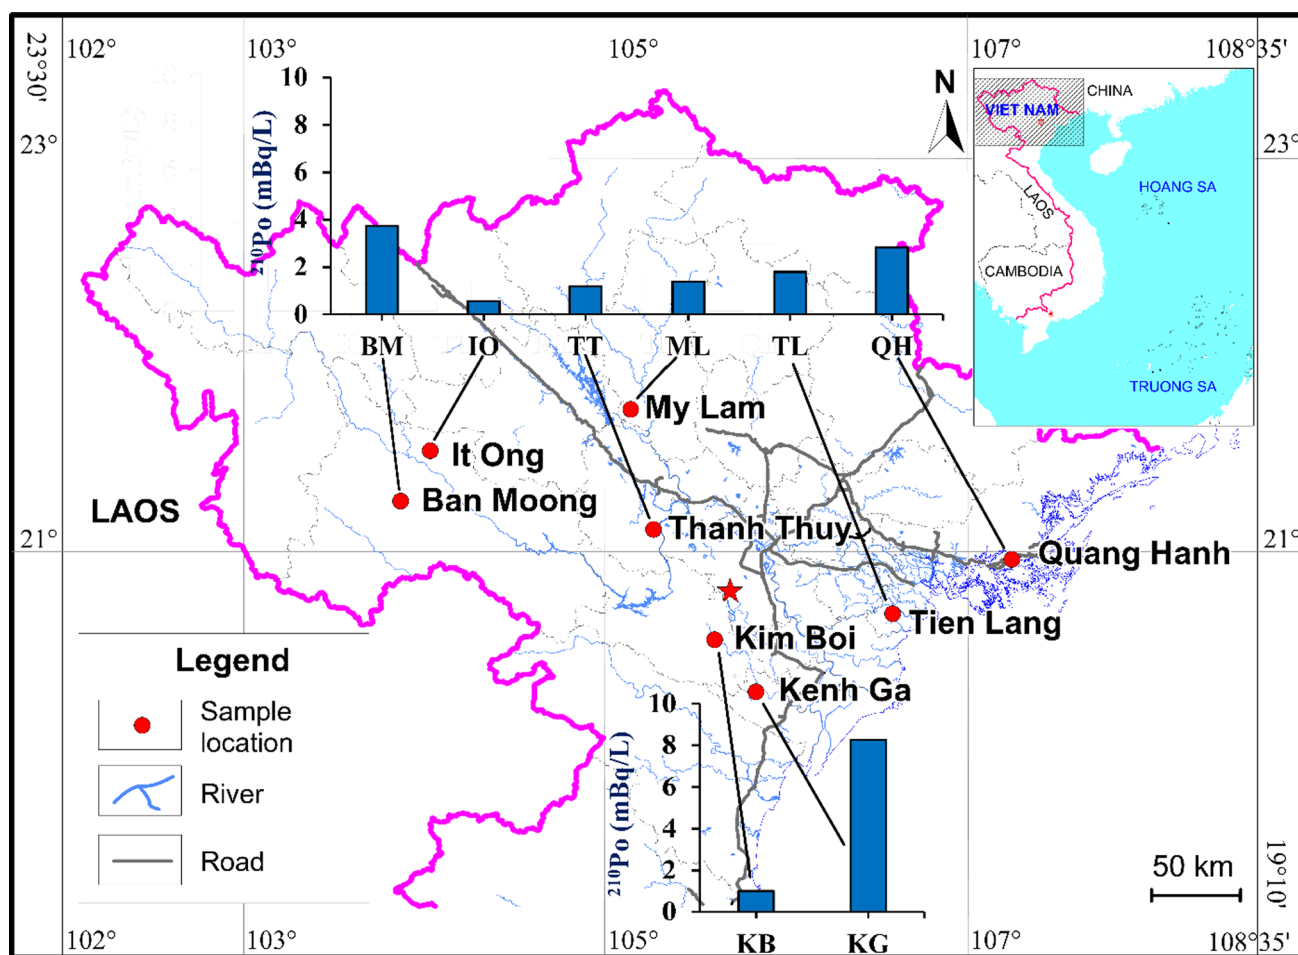 102°
103°
105°
107°
108°35'
23°30'
23°
23°
21°
21°
19°10'
102°
103°
105°
107°
108°35'
N
CHINA
VIET NAM
LAOS
CAMBODIA
HOANG SA
TRUONG SA
²¹⁰Po (mBq/L)
10
8
6
4
2
0
BM
IO
TT
ML
TL
QH
My Lam
It Ong
Ban Moong
LAOS
Thanh Thuy
Quang Hanh
Tien Lang
Kim Boi
Kenh Ga
Legend
Sample
location
River
Road
²¹⁰Po (mBq/L)
10
8
6
4
2
0
KB
KG
50 km